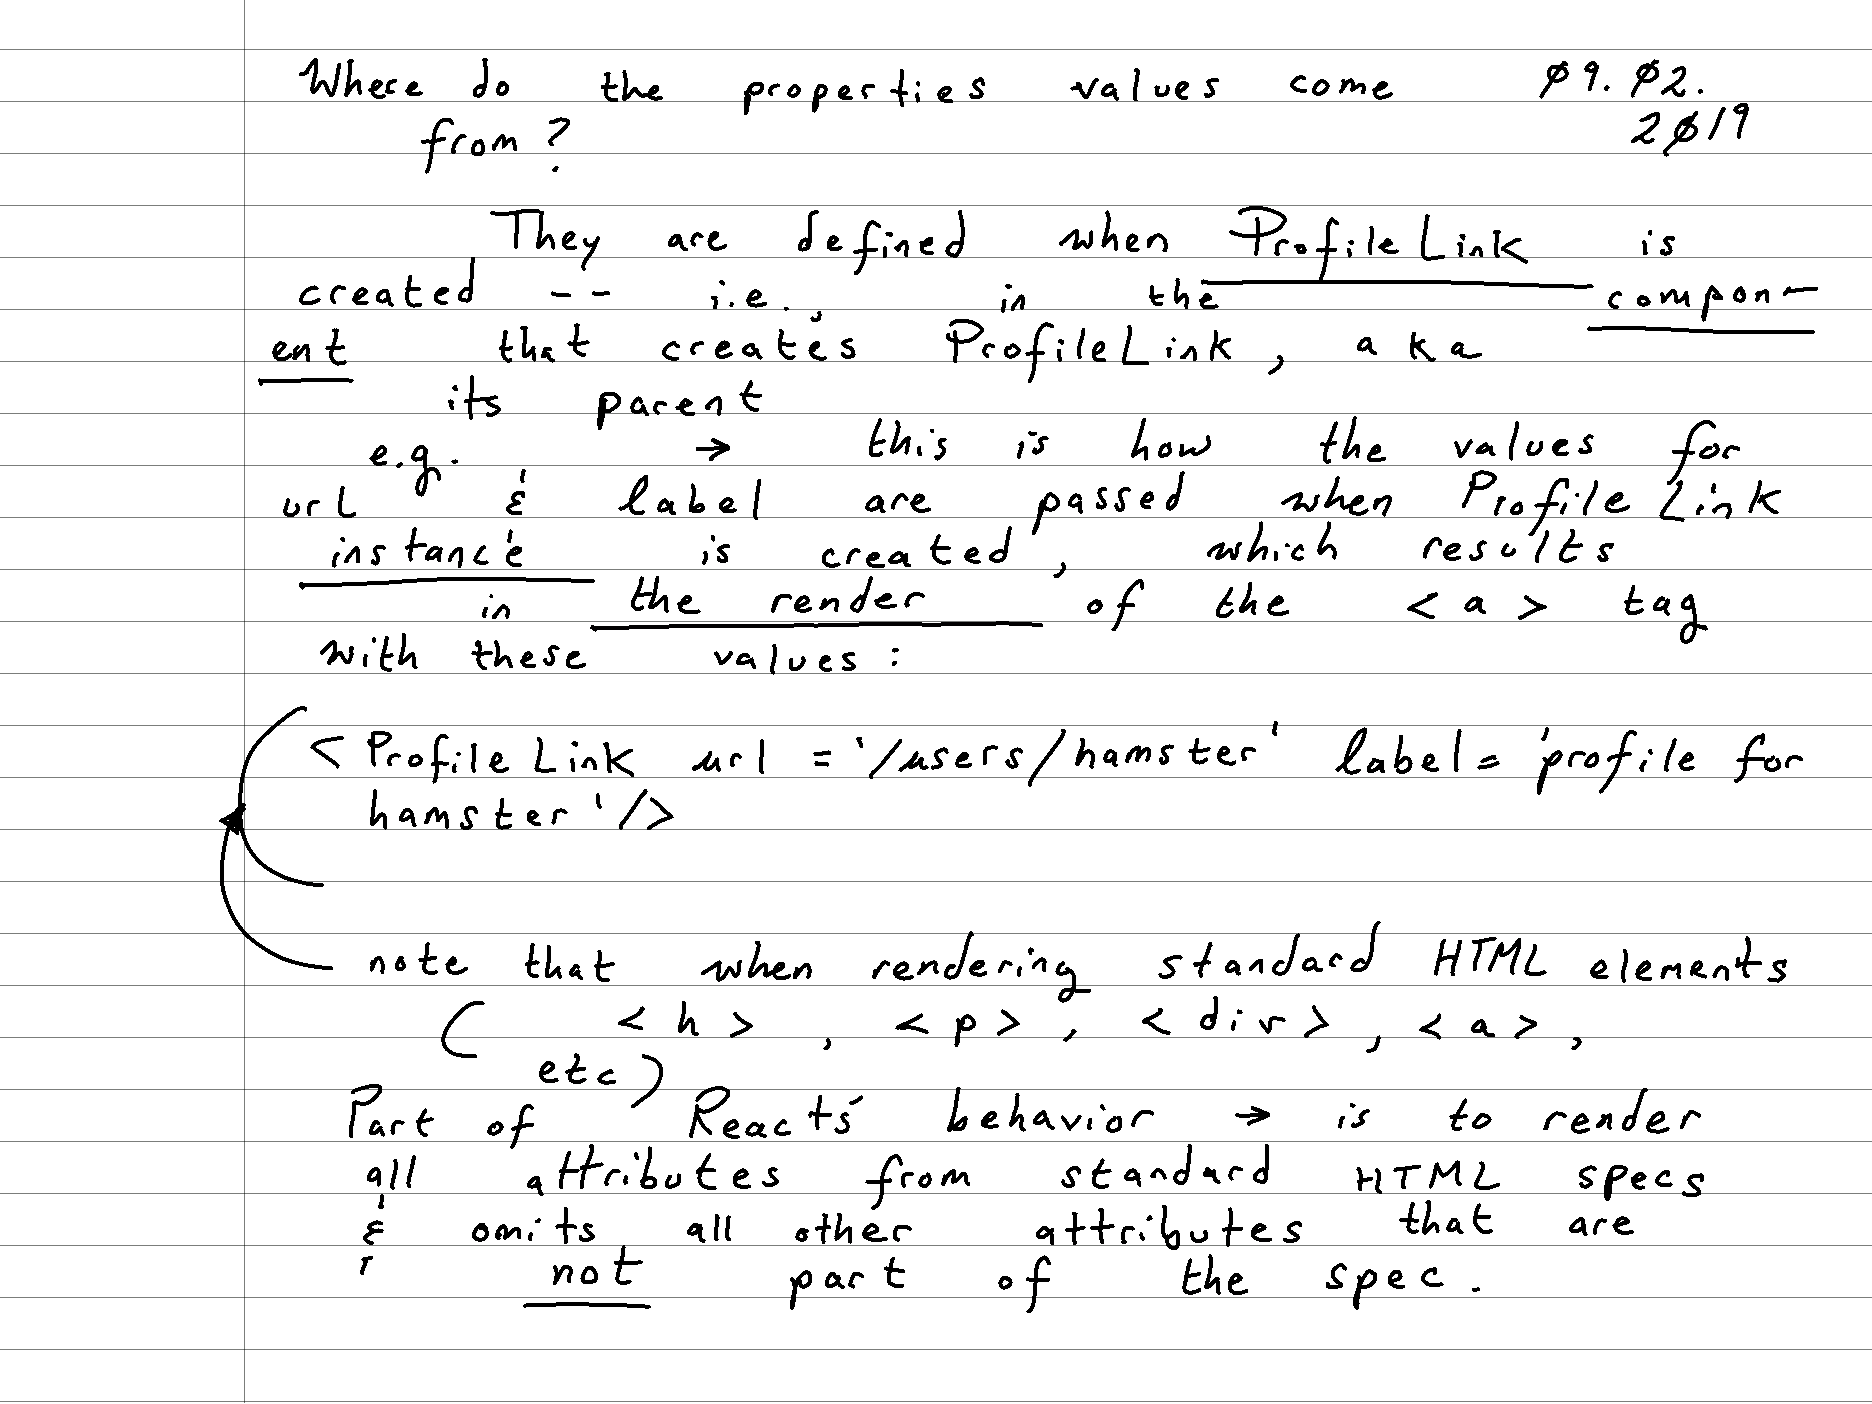 Where do the properties values come ø9. ø2.
from? 2ø19
They are defined when ProfileLink is
created -- i.e., in the compon-
ent that creates ProfileLink, aka
its parent
e.g. → this is how the values for
url & label are passed when ProfileLink
instance is created, which results
in the render of the <a> tag
with these values:
<ProfileLink url = '/users/hamster' label = 'profile for
hamster'/>
note that when rendering standard HTML elements
( <h>, <p>, <div>, <a>,
etc)
Part of React's behavior → is to render
all attributes from standard HTML specs
& omits all other attributes that are
not part of the spec.